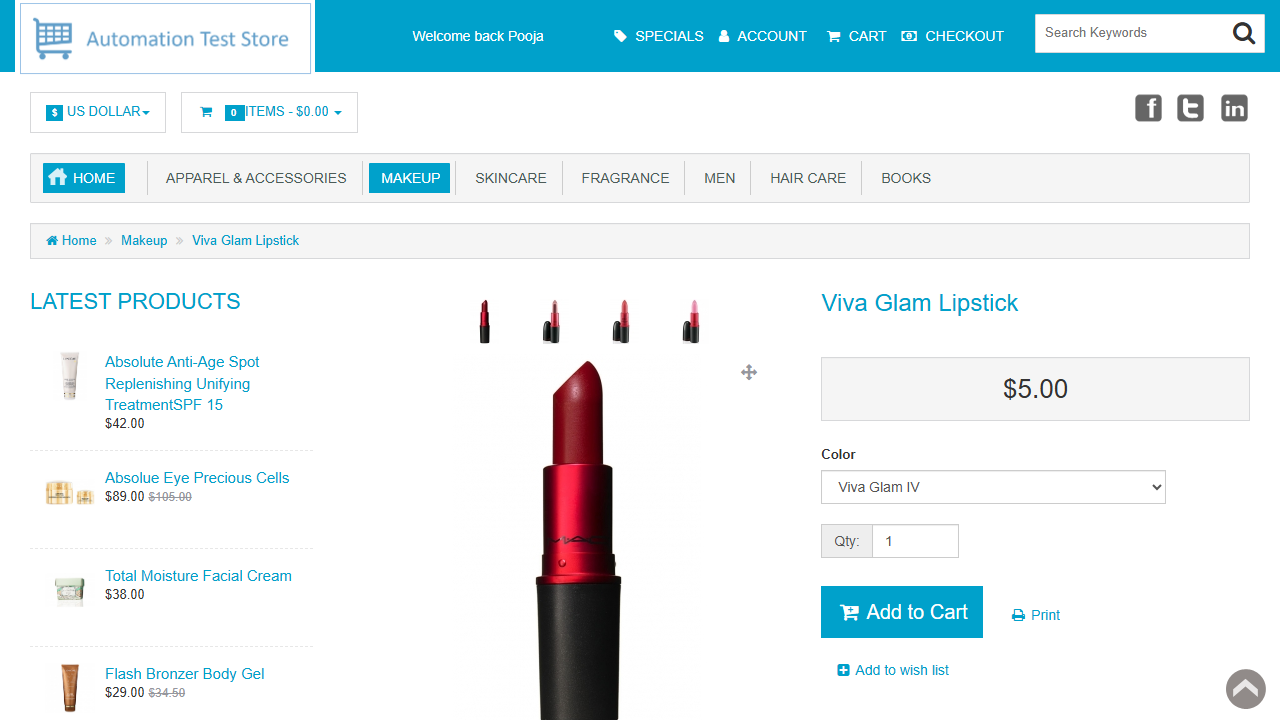 Automation Test Store
Welcome back Pooja
SPECIALS ACCOUNT CART CHECKOUT
Search Keywords
$ US DOLLAR
0 ITEMS - $0.00
HOME APPAREL & ACCESSORIES MAKEUP SKINCARE FRAGRANCE MEN HAIR CARE BOOKS
Home » Makeup » Viva Glam Lipstick
LATEST PRODUCTS
Absolute Anti-Age Spot
Replenishing Unifying
TreatmentSPF 15
$42.00
Absolue Eye Precious Cells
$89.00 $105.00
Total Moisture Facial Cream
$38.00
Flash Bronzer Body Gel
$29.00 $34.50
Viva Glam Lipstick
$5.00
Color
Viva Glam IV
Qty: 1
Add to Cart
Print
Add to wish list